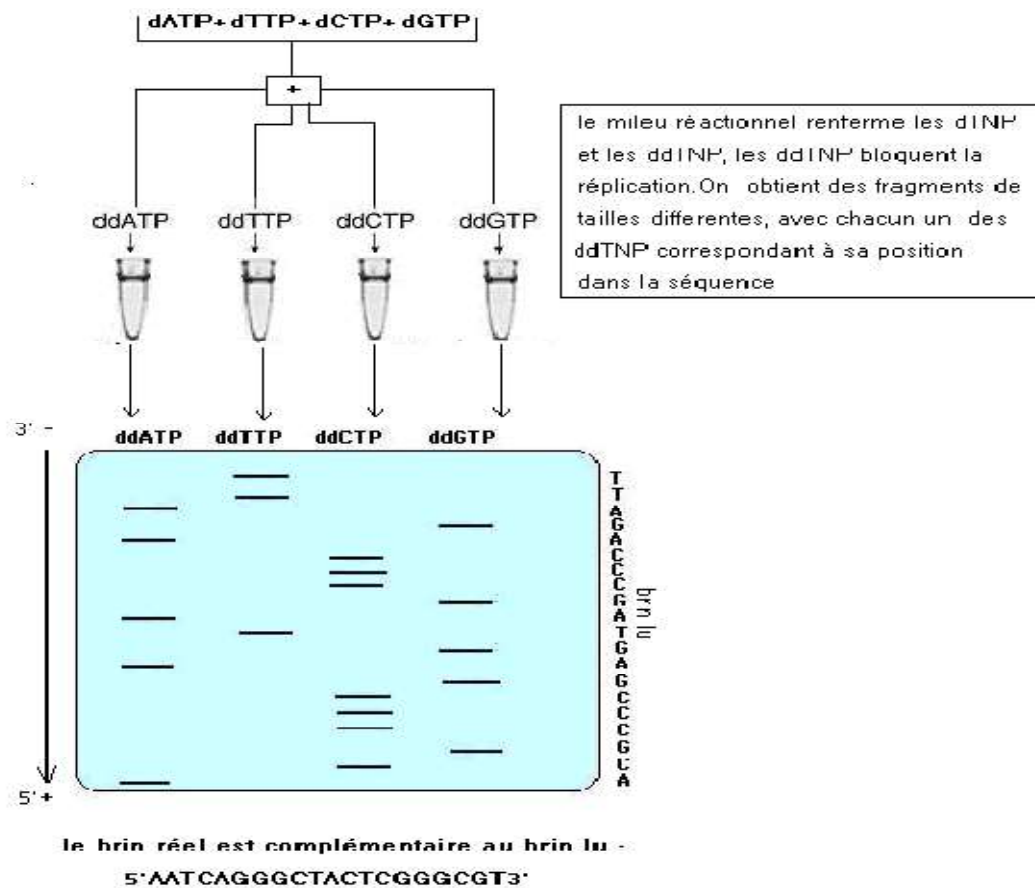 dATP+ dTTP + dCTP+ dGTP
+
le mileu réactionnel renferme les dTNP
et les ddTNP, les ddTNP bloquent la
réplication.On obtient des fragments de
tailles differentes, avec chacun un des
ddTNP correspondant à sa position
dans la séquence
ddATP ddTTP ddCTP ddGTP
3' -
ddATP ddTTP ddCTP ddGTP
TTAGACCCGATGAGCCCGCA
brin lu
5'+
le brin réel est complémentaire au brin lu -
5'AATCAGGGCTACTCGGGCGT3'